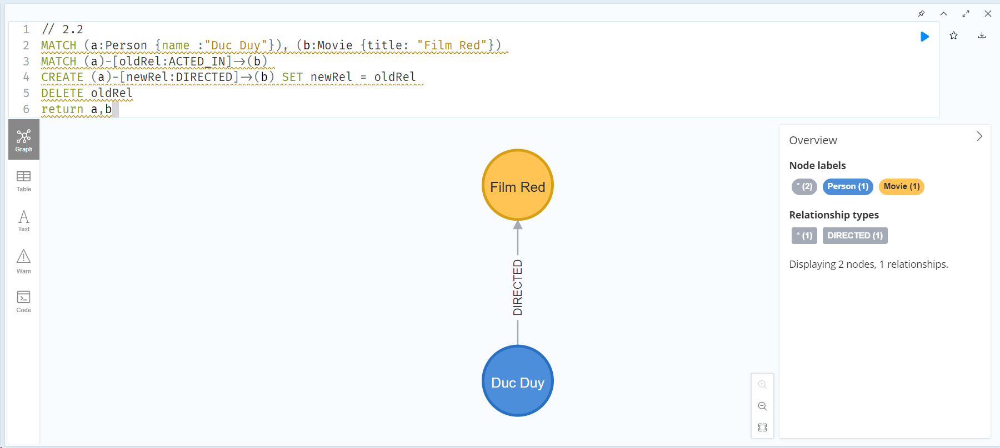 1 // 2.2
2 MATCH (a:Person {name :"Duc Duy"}), (b:Movie {title: "Film Red"})
3 MATCH (a)-[oldRel:ACTED_IN]->(b)
4 CREATE (a)-[newRel:DIRECTED]->(b) SET newRel = oldRel
5 DELETE oldRel
6 return a,b
Graph
Table
Text
Warn
Code
Film Red
DIRECTED
Duc Duy
Overview
Node labels
* (2) Person (1) Movie (1)
Relationship types
* (1) DIRECTED (1)
Displaying 2 nodes, 1 relationships.